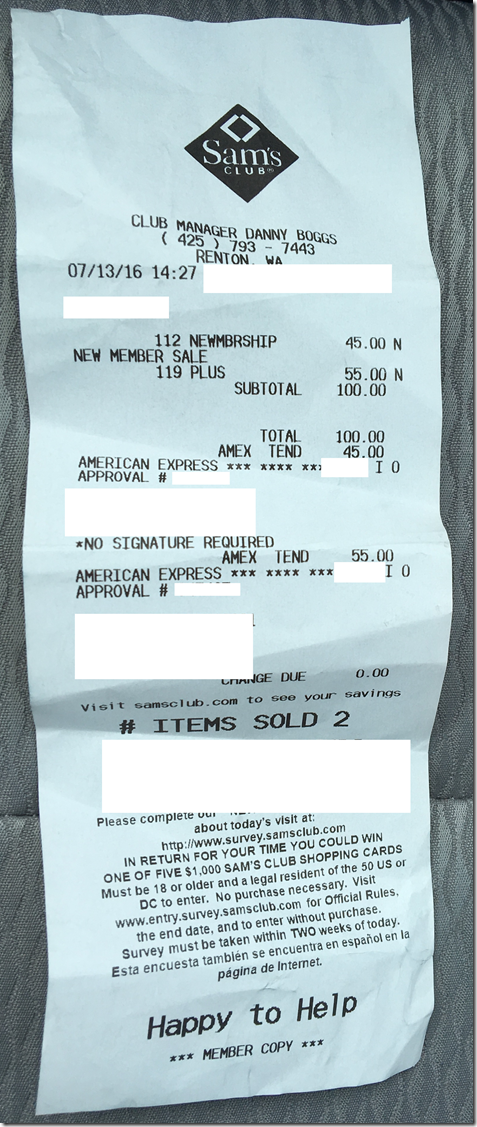 Sam's
CLUB®
CLUB MANAGER DANNY BOGGS
( 425 ) 793 - 7443
RENTON, WA
07/13/16 14:27
112 NEWMBRSHIP 45.00 N
NEW MEMBER SALE
119 PLUS 55.00 N
SUBTOTAL 100.00
TOTAL 100.00
AMEX TEND 45.00
AMERICAN EXPRESS *** **** *** I 0
APPROVAL #
*NO SIGNATURE REQUIRED
AMEX TEND 55.00
AMERICAN EXPRESS *** **** *** I 0
APPROVAL #
CHANGE DUE 0.00
Visit samsclub.com to see your savings
# ITEMS SOLD 2
Please complete our
about today's visit at:
http://www.survey.samsclub.com
IN RETURN FOR YOUR TIME YOU COULD WIN
ONE OF FIVE $1,000 SAM'S CLUB SHOPPING CARDS
Must be 18 or older and a legal resident of the 50 US or
DC to enter. No purchase necessary. Visit
www.entry.survey.samsclub.com for Official Rules,
the end date, and to enter without purchase.
Survey must be taken within TWO weeks of today.
Esta encuesta también se encuentra en español en la
página de Internet.
Happy to Help
*** MEMBER COPY ***